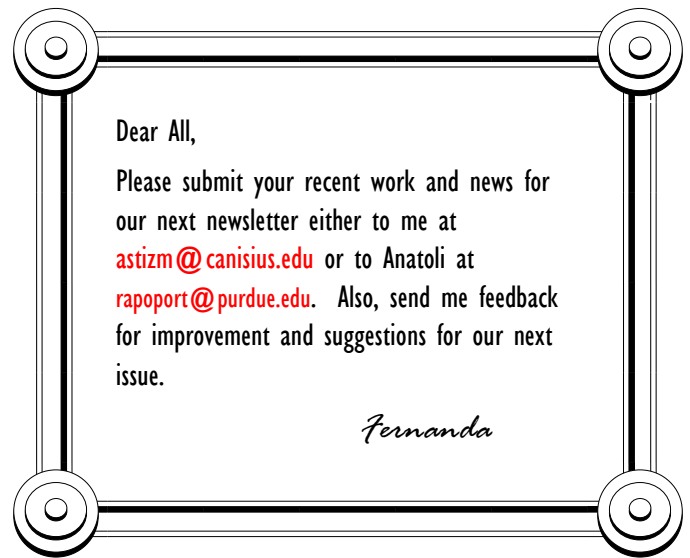 Dear All,
Please submit your recent work and news for
our next newsletter either to me at
astizm@canisius.edu or to Anatoli at
rapoport@purdue.edu. Also, send me feedback
for improvement and suggestions for our next
issue.
Fernanda